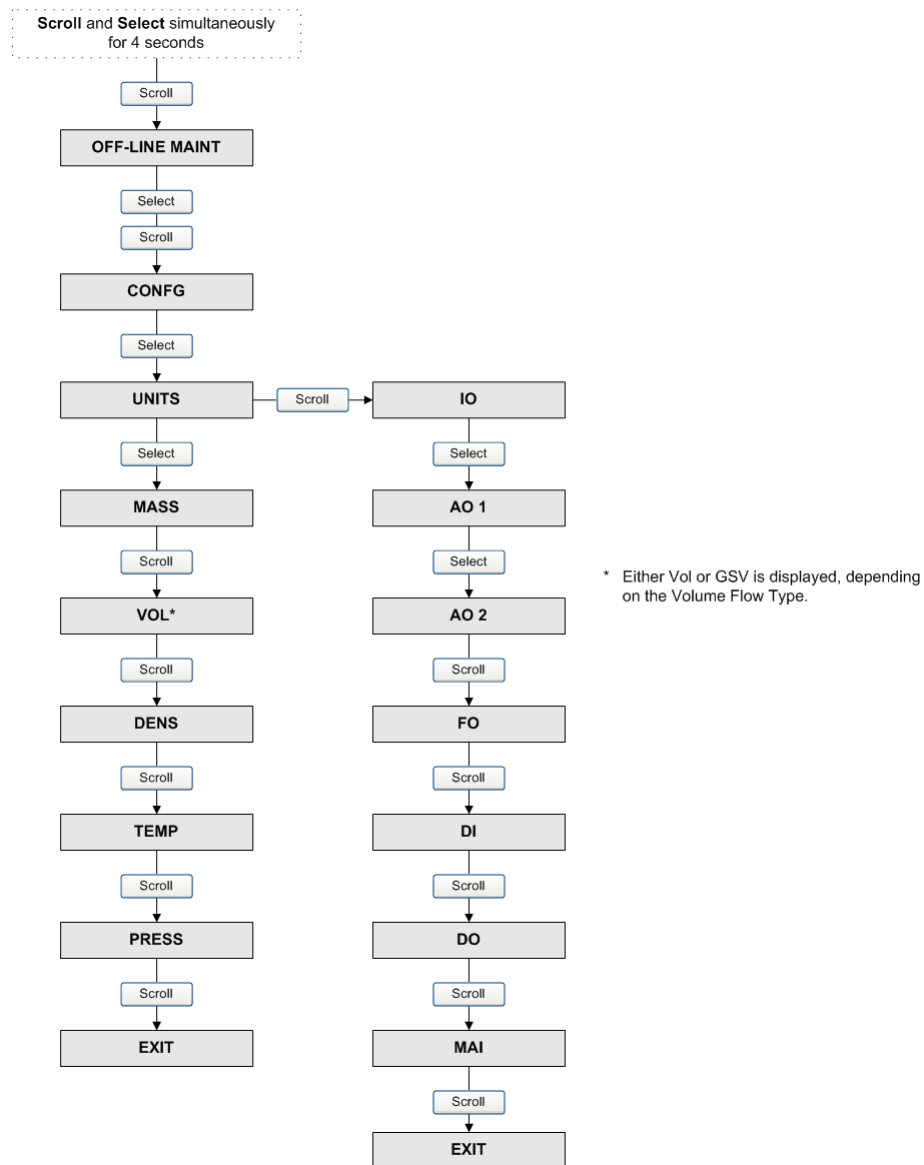 Scroll and Select simultaneously
for 4 seconds
Scroll
OFF-LINE MAINT
Select
Scroll
CONFG
Select
UNITS
Scroll
IO
Select
Select
MASS
AO 1
Scroll
Select
VOL*
AO 2
* Either Vol or GSV is displayed, depending
on the Volume Flow Type.
Scroll
Scroll
DENS
FO
Scroll
Scroll
TEMP
DI
Scroll
Scroll
PRESS
DO
Scroll
Scroll
EXIT
MAI
Scroll
EXIT